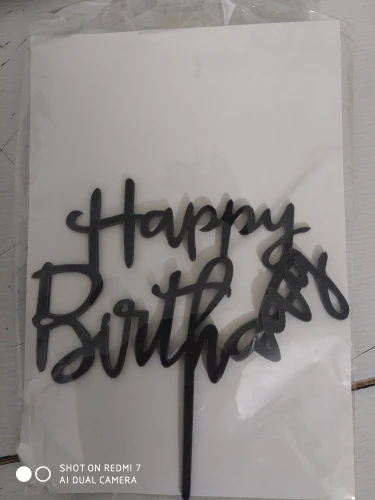 Happy
Birthday
SHOT ON REDMI 7
AI DUAL CAMERA